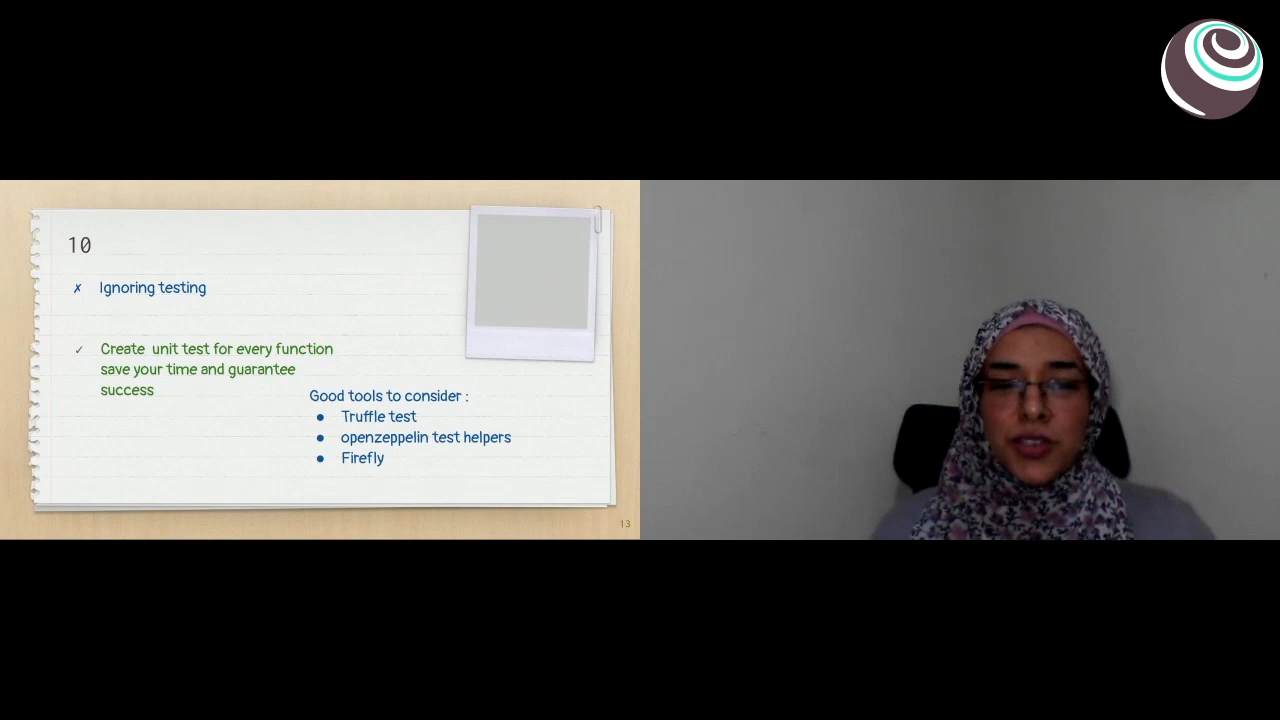 10
✗ Ignoring testing
✓ Create unit test for every function
save your time and guarantee
success
Good tools to consider :
● Truffle test
● openzeppelin test helpers
● Firefly
13